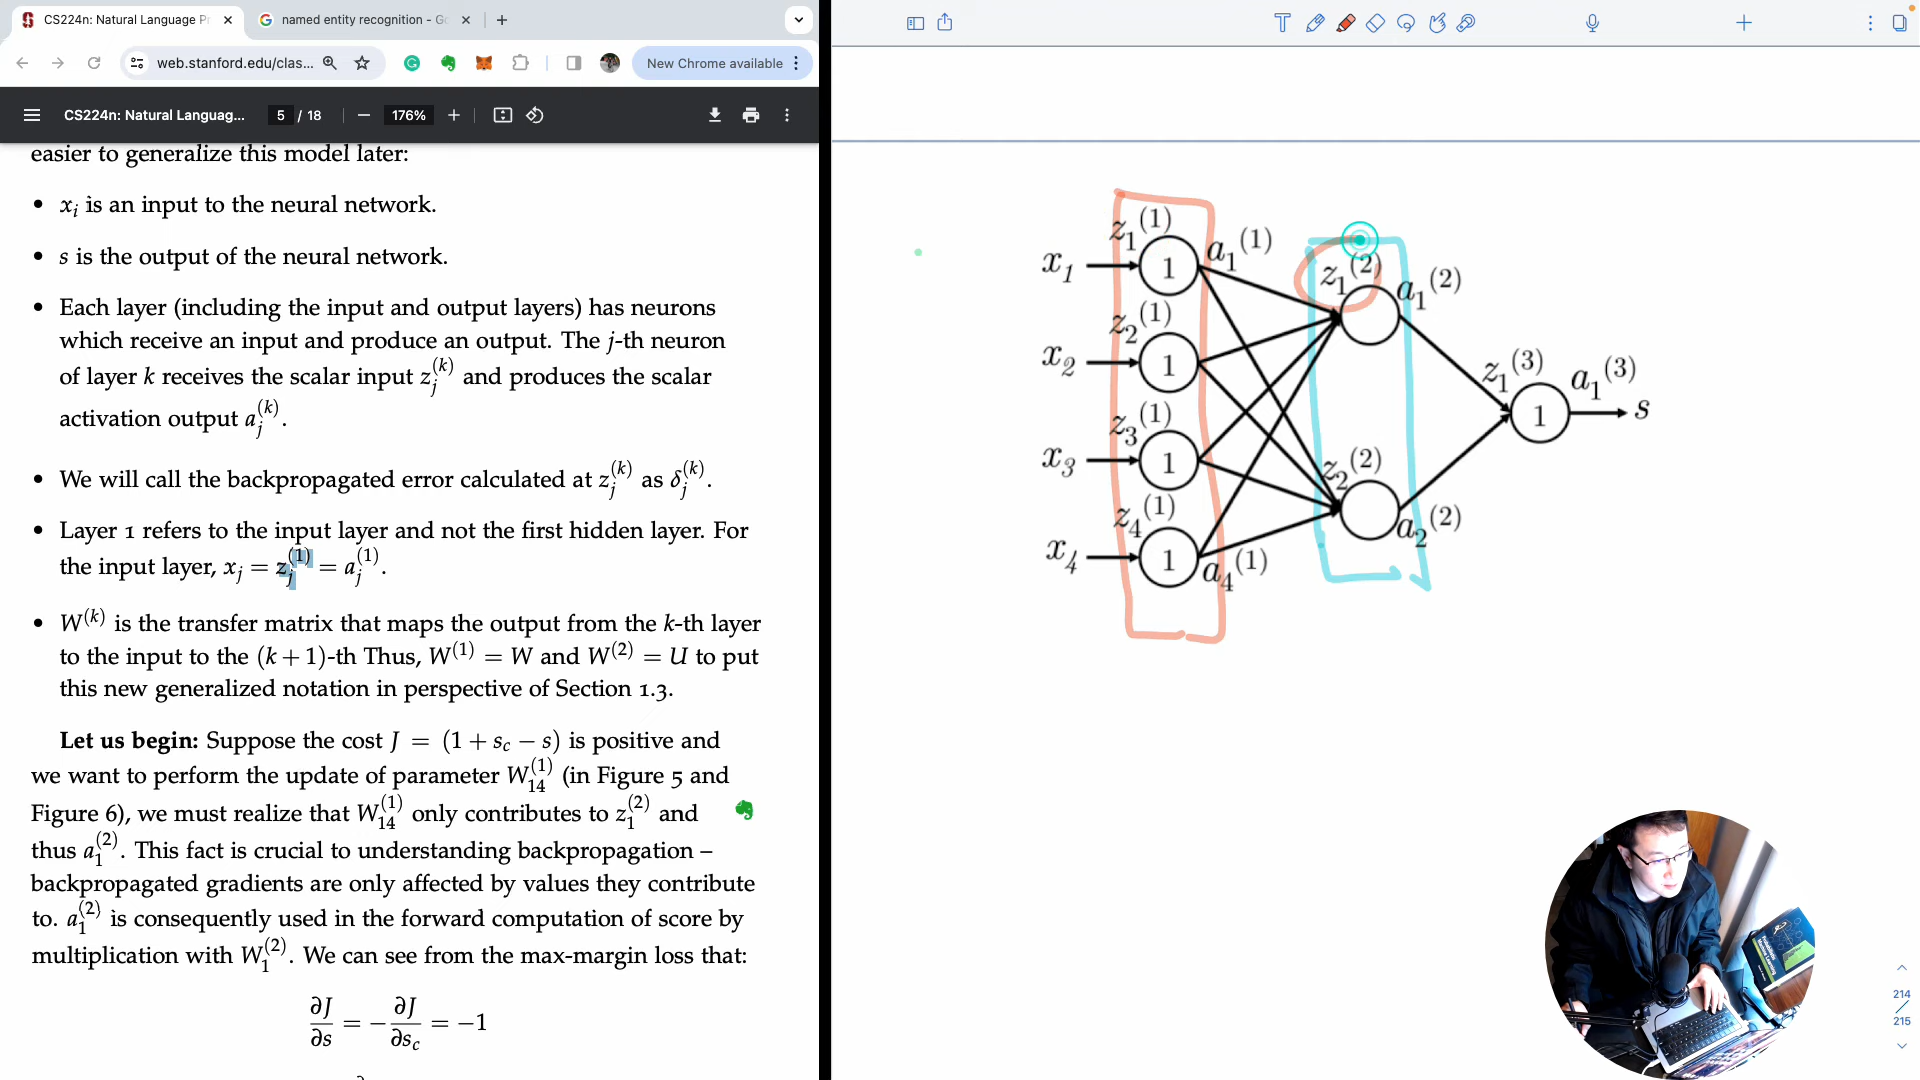 CS224n: Natural Language Pr
named entity recognition - Go
web.stanford.edu/clas...
New Chrome available
CS224n: Natural Languag...
5 / 18
176%
easier to generalize this model later:
• xᵢ is an input to the neural network.
• s is the output of the neural network.
• Each layer (including the input and output layers) has neurons
which receive an input and produce an output. The j-th neuron
of layer k receives the scalar input z_j^(k) and produces the scalar
activation output a_j^(k).
• We will call the backpropagated error calculated at z_j^(k) as δ_j^(k).
• Layer 1 refers to the input layer and not the first hidden layer. For
the input layer, x_j = z_j^(1) = a_j^(1).
• W^(k) is the transfer matrix that maps the output from the k-th layer
to the input to the (k + 1)-th Thus, W^(1) = W and W^(2) = U to put
this new generalized notation in perspective of Section 1.3.
Let us begin: Suppose the cost J = (1 + s_c − s) is positive and
we want to perform the update of parameter W_14^(1) (in Figure 5 and
Figure 6), we must realize that W_14^(1) only contributes to z_1^(2) and
thus a_1^(2). This fact is crucial to understanding backpropagation –
backpropagated gradients are only affected by values they contribute
to. a_1^(2) is consequently used in the forward computation of score by
multiplication with W_1^(2). We can see from the max-margin loss that:
∂J/∂s = −∂J/∂s_c = −1
x_1 z_1^(1) 1 a_1^(1)
x_2 z_2^(1) 1
x_3 z_3^(1) 1
x_4 z_4^(1) 1 a_4^(1)
z_1^(2) a_1^(2)
z_2^(2) a_2^(2)
z_1^(3) 1 a_1^(3) s
214
215